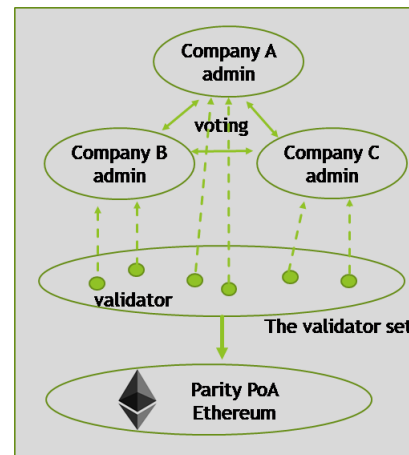 Company A
admin
voting
Company B
admin
Company C
admin
validator
The validator set
Parity PoA
Ethereum